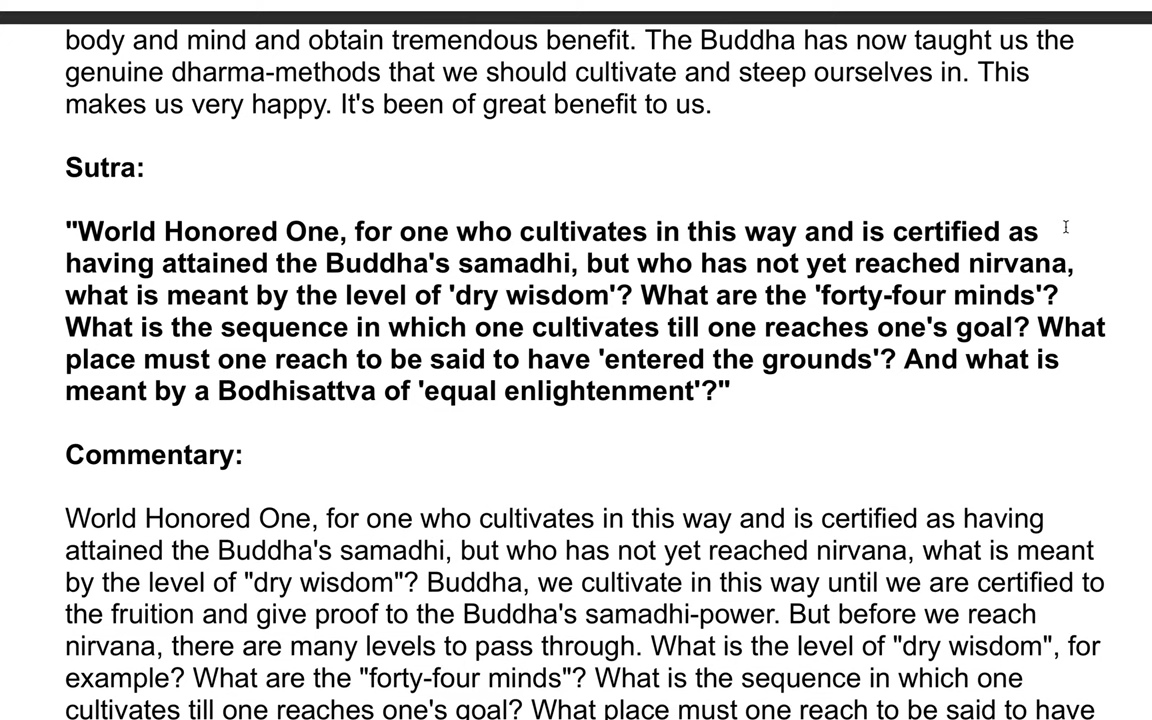 body and mind and obtain tremendous benefit. The Buddha has now taught us the
genuine dharma-methods that we should cultivate and steep ourselves in. This
makes us very happy. It's been of great benefit to us.
Sutra:
"World Honored One, for one who cultivates in this way and is certified as
having attained the Buddha's samadhi, but who has not yet reached nirvana,
what is meant by the level of 'dry wisdom'? What are the 'forty-four minds'?
What is the sequence in which one cultivates till one reaches one's goal? What
place must one reach to be said to have 'entered the grounds'? And what is
meant by a Bodhisattva of 'equal enlightenment'?"
Commentary:
World Honored One, for one who cultivates in this way and is certified as having
attained the Buddha's samadhi, but who has not yet reached nirvana, what is meant
by the level of "dry wisdom"? Buddha, we cultivate in this way until we are certified to
the fruition and give proof to the Buddha's samadhi-power. But before we reach
nirvana, there are many levels to pass through. What is the level of "dry wisdom", for
example? What are the "forty-four minds"? What is the sequence in which one
cultivates till one reaches one's goal? What place must one reach to be said to have